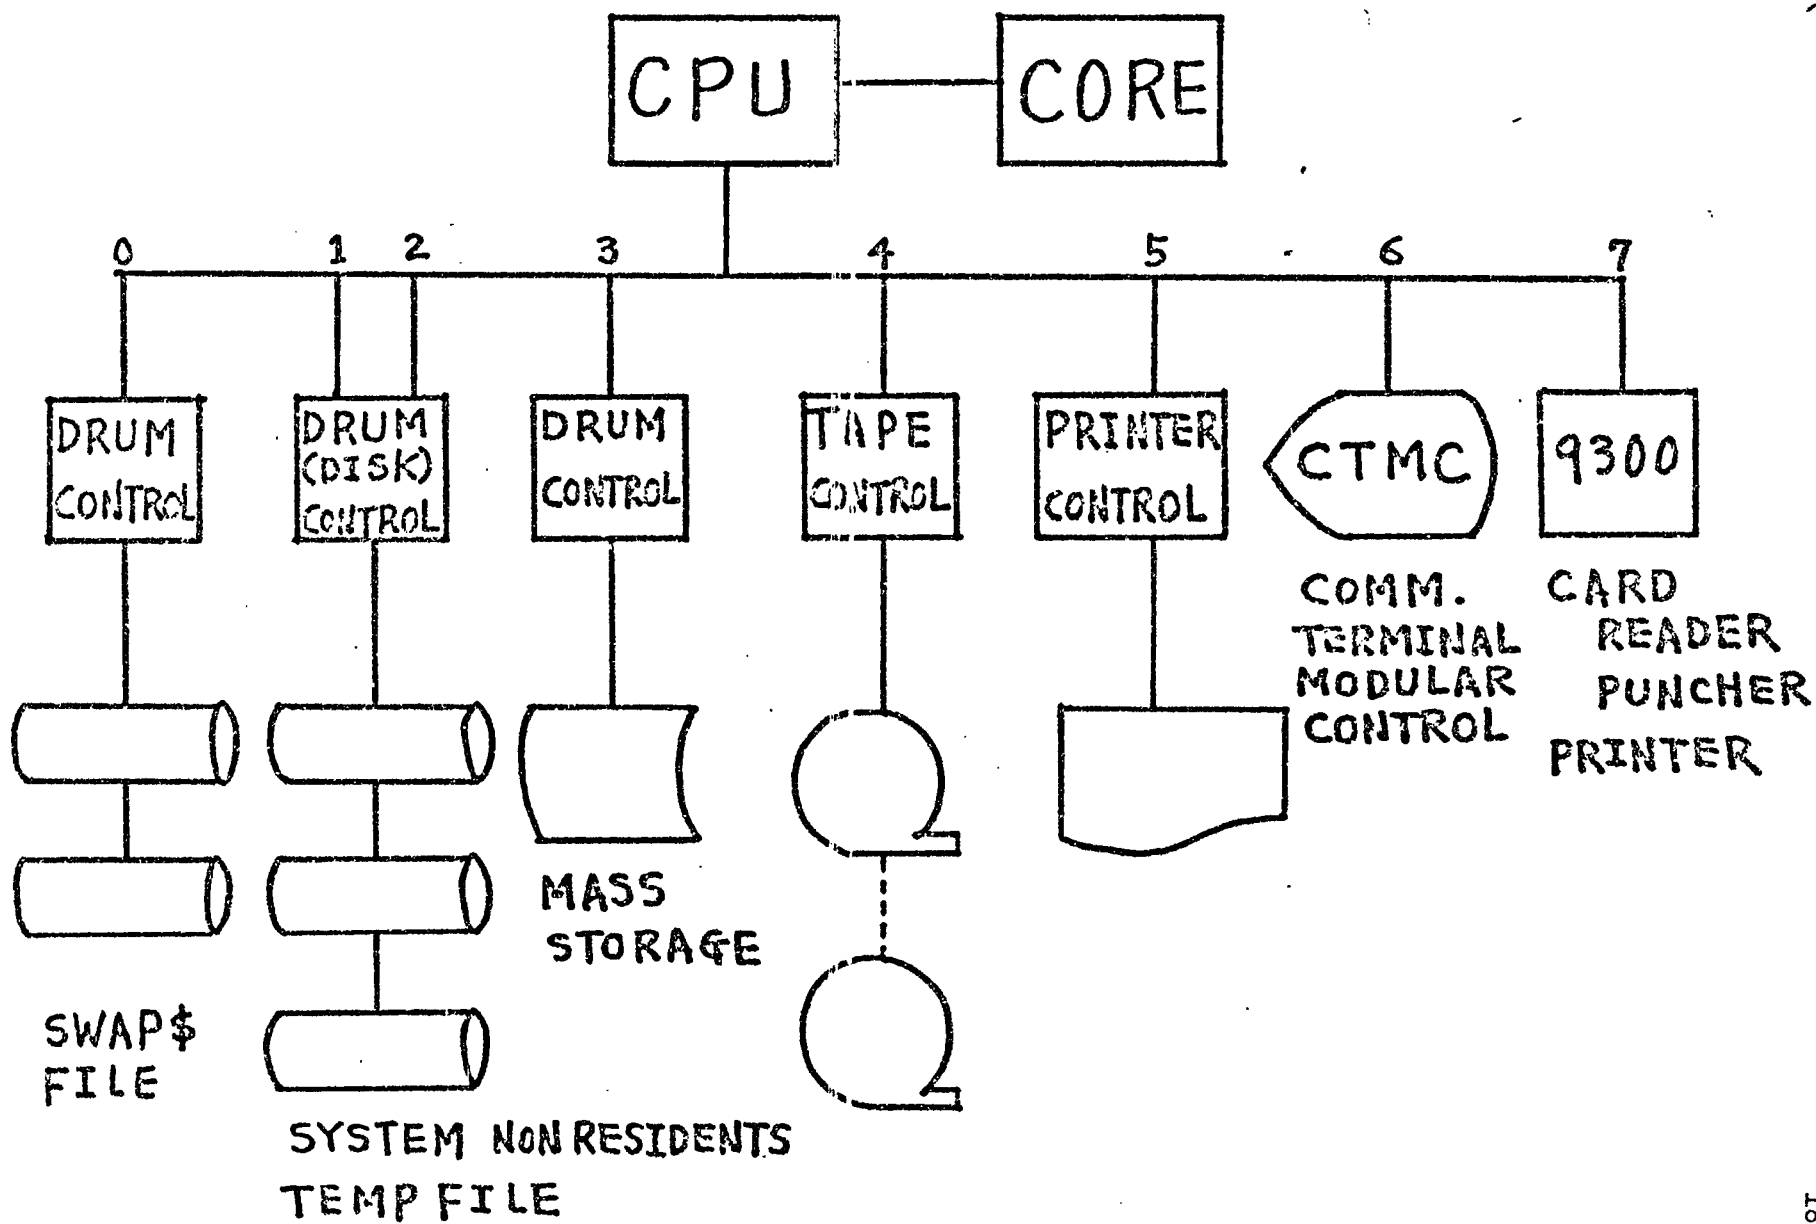 CPU
CORE
0 1 2 3 4 5 6 7
DRUM
CONTROL
DRUM
(DISK)
CONTROL
DRUM
CONTROL
TAPE
CONTROL
PRINTER
CONTROL
CTMC
9300
COMM.
TERMINAL
MODULAR
CONTROL
CARD
READER
PUNCHER
PRINTER
MASS
STORAGE
SWAP$
FILE
SYSTEM NON RESIDENTS
TEMP FILE